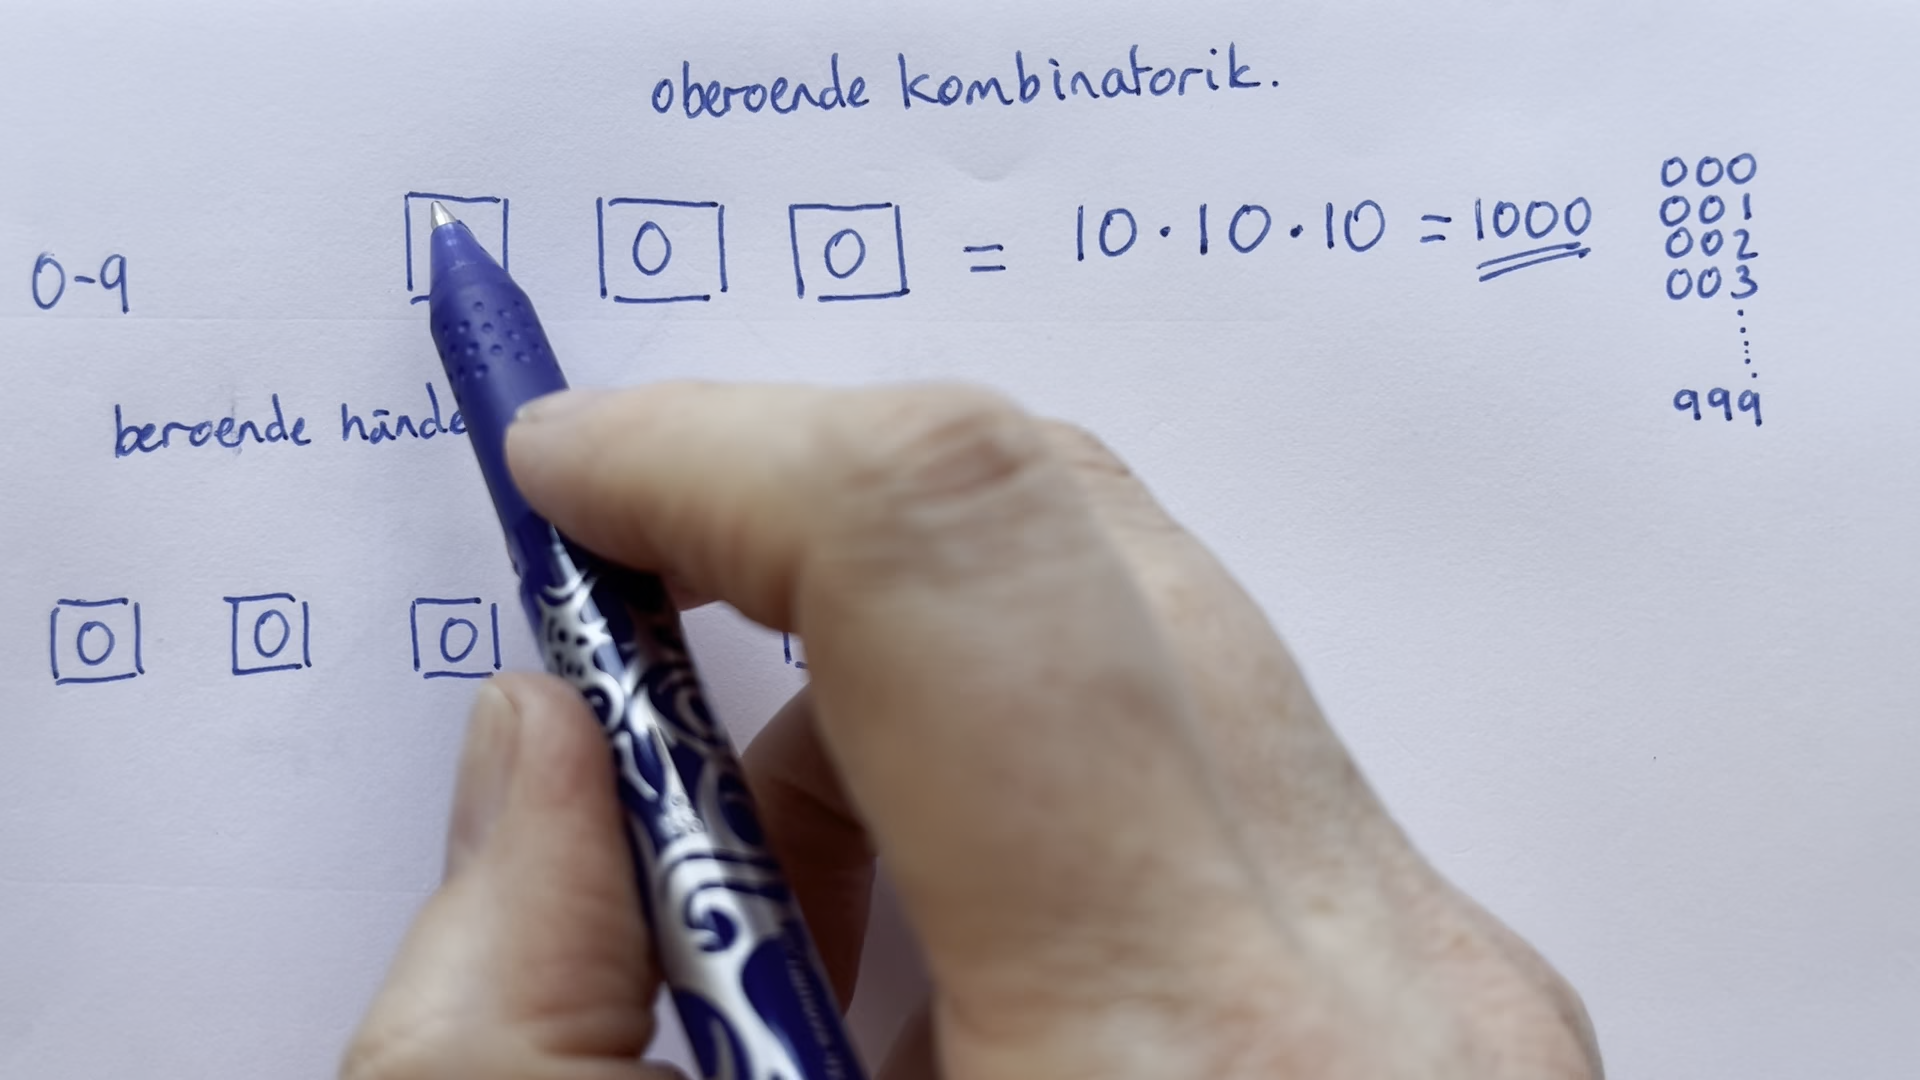 oberoende kombinatorik.
0-9 0 0 = 10·10·10 = 1000
000
001
002
003
999
beroende
0 0 0